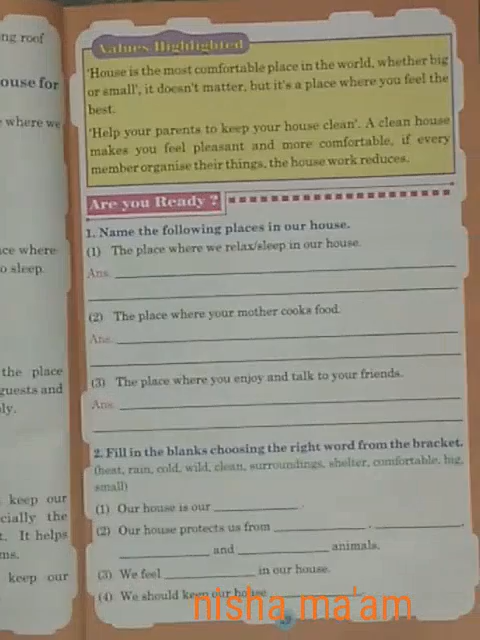 ng roof
ouse for
where we
ce where
o sleep.
the place
guests and
ly.
keep our
cially the
t. It helps
ms.
keep our
Values Highlighted
'House is the most comfortable place in the world, whether big
or small', it doesn't matter, but it's a place where you feel the
best.
'Help your parents to keep your house clean'. A clean house
makes you feel pleasant and more comfortable, if every
member organise their things, the house work reduces.
Are you Ready ?
1. Name the following places in our house.
(1) The place where we relax/sleep in our house.
Ans.
(2) The place where your mother cooks food.
Ans.
(3) The place where you enjoy and talk to your friends.
Ans.
2. Fill in the blanks choosing the right word from the bracket.
(heat, rain, cold, wild, clean, surroundings, shelter, comfortable, big,
small)
(1) Our house is our ____________ .
(2) Our house protects us from ____________ , ____________,
____________ and ____________ animals.
(3) We feel ____________ in our house.
(4) We should keep our house ____________
nisha ma'am